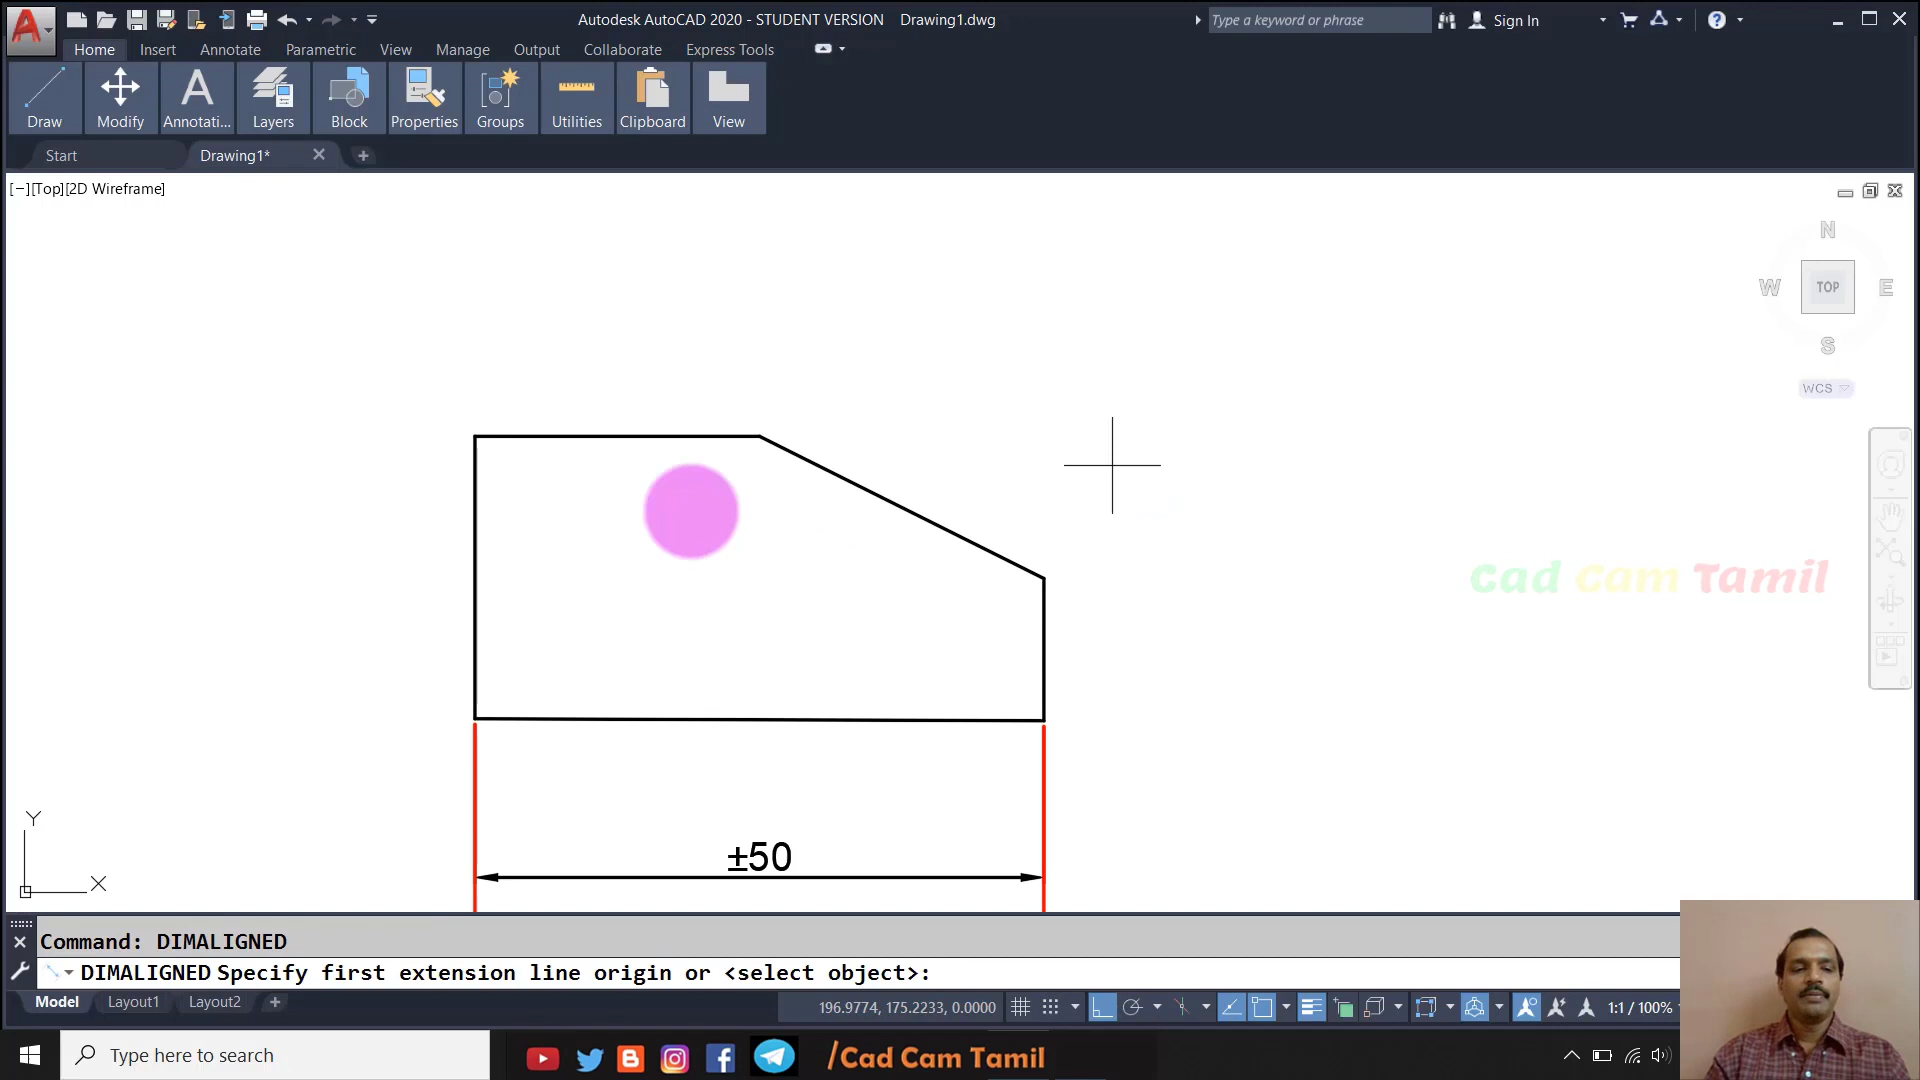 Autodesk AutoCAD 2020 - STUDENT VERSION Drawing1.dwg
Type a keyword or phrase
Sign In
Home Insert Annotate Parametric View Manage Output Collaborate Express Tools
Draw Modify Annotati... Layers Block Properties Groups Utilities Clipboard View
Start Drawing1*
[−][Top][2D Wireframe]
N
W TOP E
S
WCS
Cad Cam Tamil
Y
X
±50
Command: DIMALIGNED
DIMALIGNED Specify first extension line origin or <select object>:
Model Layout1 Layout2
196.9774, 175.2233, 0.0000
1:1 / 100%
Type here to search
/Cad Cam Tamil